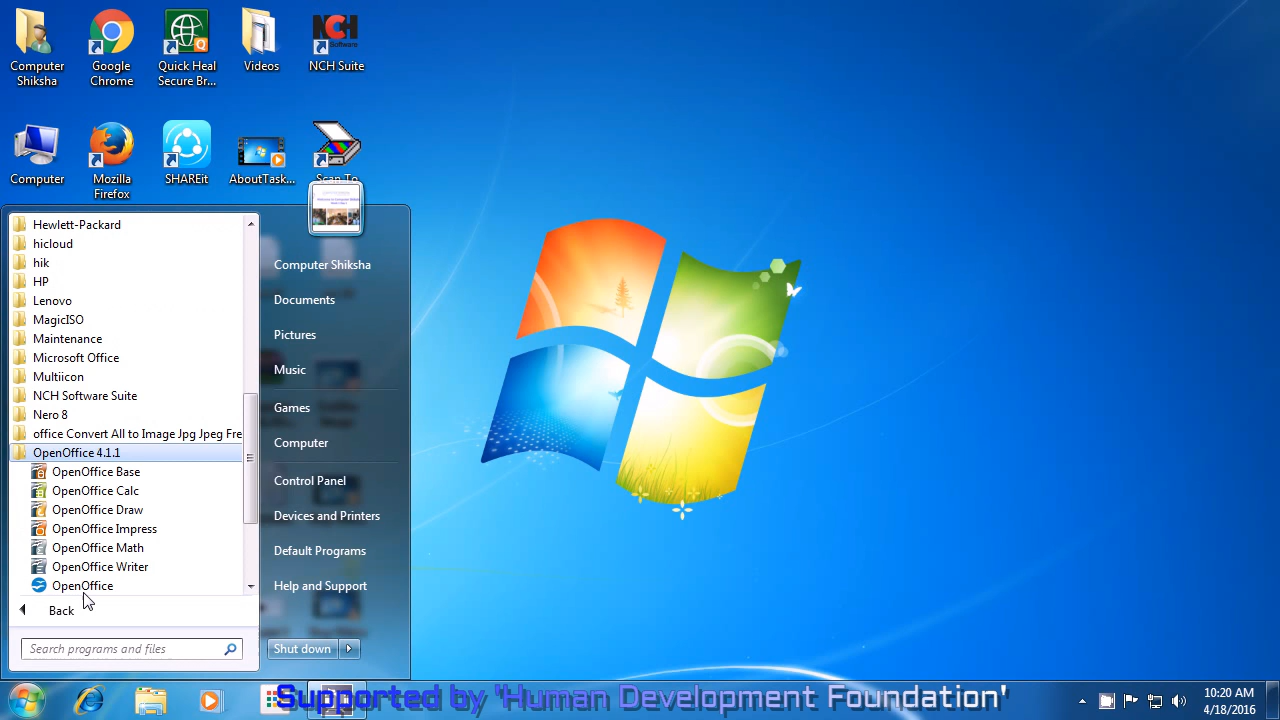 Computer
Shiksha
Google
Chrome
Quick Heal
Secure Br...
Videos
NCH
Software
NCH Suite
Computer
Mozilla
Firefox
SHAREit
AboutTask...
Scan To
Hewlett-Packard
hicloud
hik
HP
Lenovo
MagicISO
Maintenance
Microsoft Office
Multiicon
NCH Software Suite
Nero 8
office Convert All to Image Jpg Jpeg Fre
OpenOffice 4.1.1
OpenOffice Base
OpenOffice Calc
OpenOffice Draw
OpenOffice Impress
OpenOffice Math
OpenOffice Writer
OpenOffice
Back
Search programs and files
Computer Shiksha
Documents
Pictures
Music
Games
Computer
Control Panel
Devices and Printers
Default Programs
Help and Support
Shut down
Supported by 'Human Development Foundation'
10:20 AM
4/18/2016